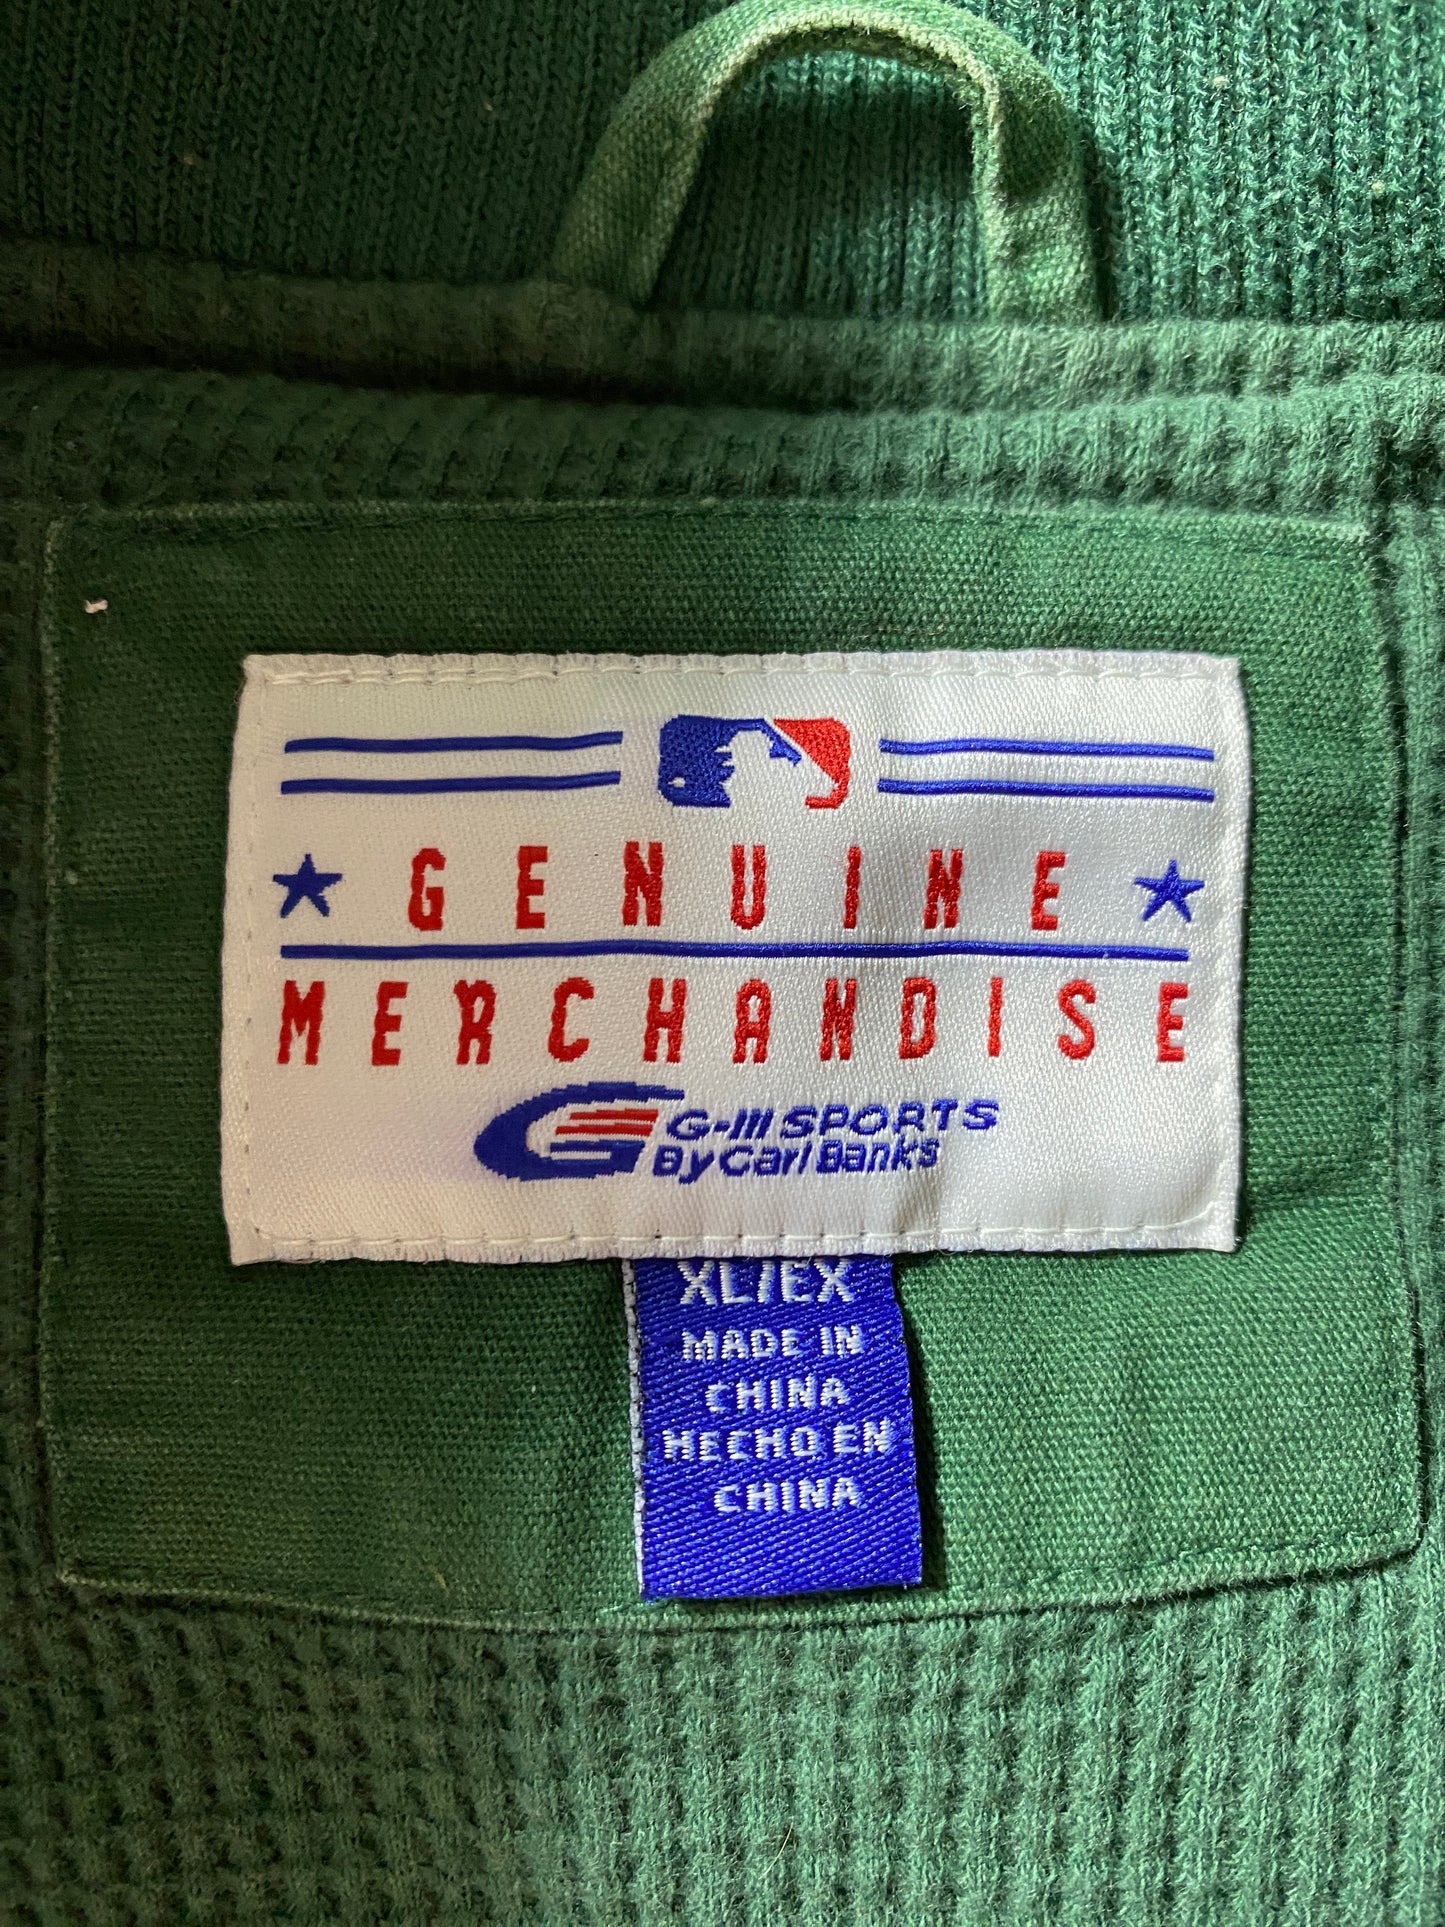 GENUINE
MERCHANDISE
G-III SPORTS
By Carl Banks
XL/EX
MADE IN
CHINA
HECHO EN
CHINA